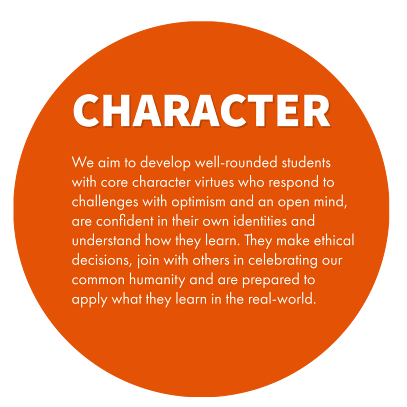 CHARACTER
We aim to develop well-rounded students
with core character virtues who respond to
challenges with optimism and an open mind,
are confident in their own identities and
understand how they learn. They make ethical
decisions, join with others in celebrating our
common humanity and are prepared to
apply what they learn in the real-world.